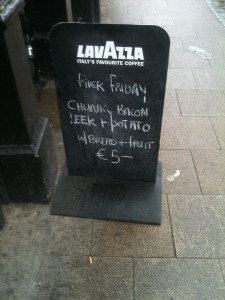 LAVAZZA
ITALY'S FAVOURITE COFFEE
FIVER FRIDAY
CHUNKY BACON
LEEK + POTATO
w/ BREAD + FRUIT
€5-